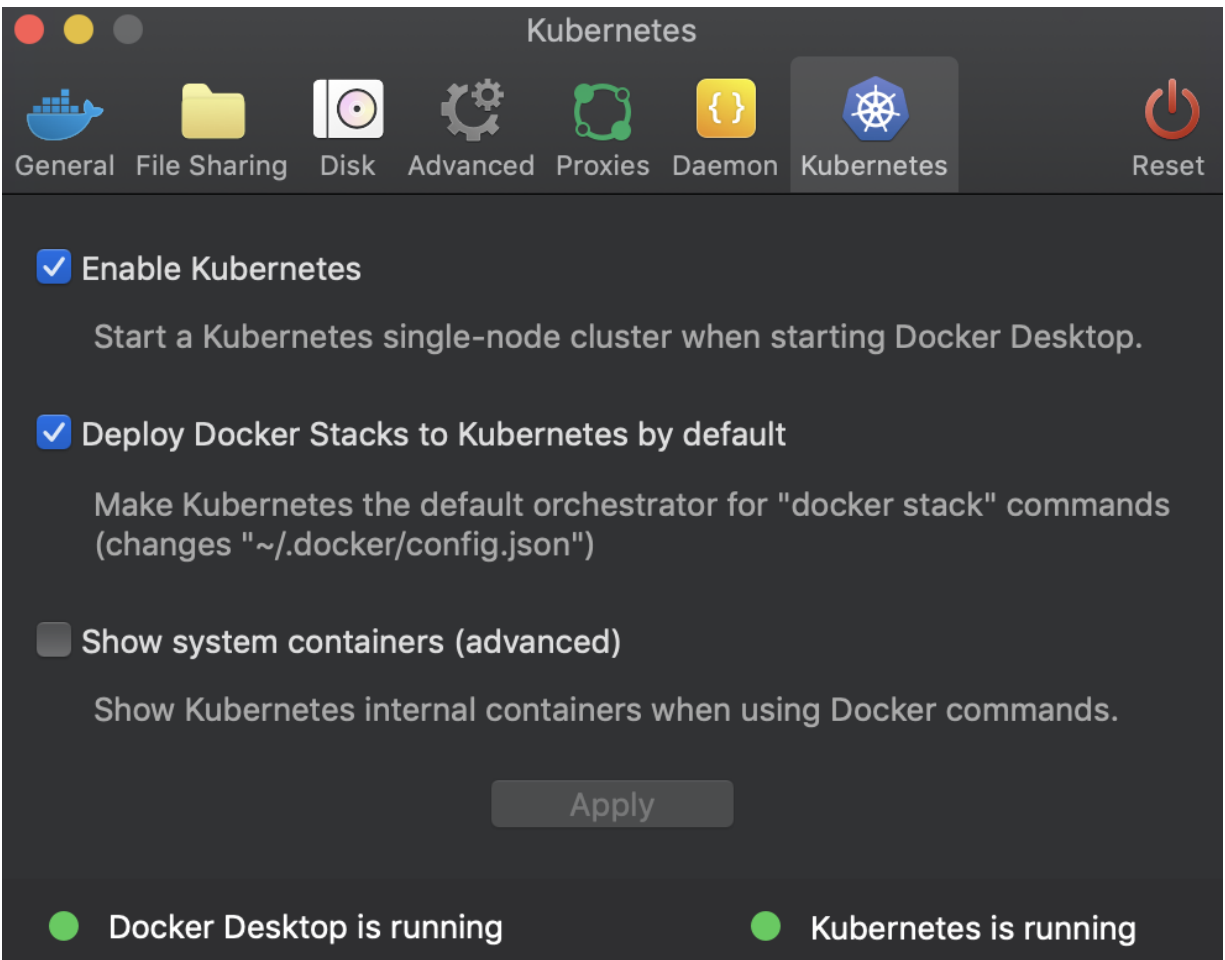 Kubernetes
General
File Sharing
Disk
Advanced
Proxies
Daemon
Kubernetes
Reset
Enable Kubernetes
Start a Kubernetes single-node cluster when starting Docker Desktop.
Deploy Docker Stacks to Kubernetes by default
Make Kubernetes the default orchestrator for "docker stack" commands
(changes "~/.docker/config.json")
Show system containers (advanced)
Show Kubernetes internal containers when using Docker commands.
Apply
Docker Desktop is running
Kubernetes is running